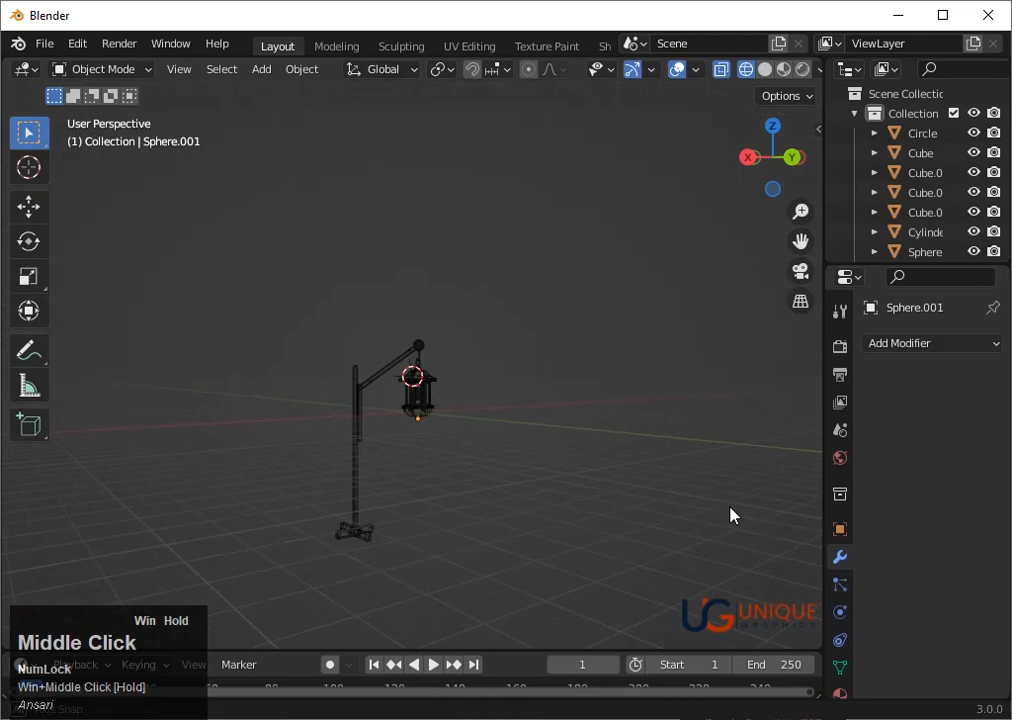 Blender
File Edit Render Window Help Layout Modeling Sculpting UV Editing Texture Paint Sh Scene ViewLayer
Object Mode View Select Add Object Global
Options
User Perspective
(1) Collection | Sphere.001
Z
X Y
Scene Collectic
Collection
Circle
Cube
Cube.0
Cube.0
Cube.0
Cylinde
Sphere
Sphere.001
Add Modifier
UG UNIQUE
GRAPHICS
Win Hold
Middle Click
NumLock
Win+Middle Click [Hold]
Ansari
Playback Keying View Marker 1 Start 1 End 250
Snap
3.0.0